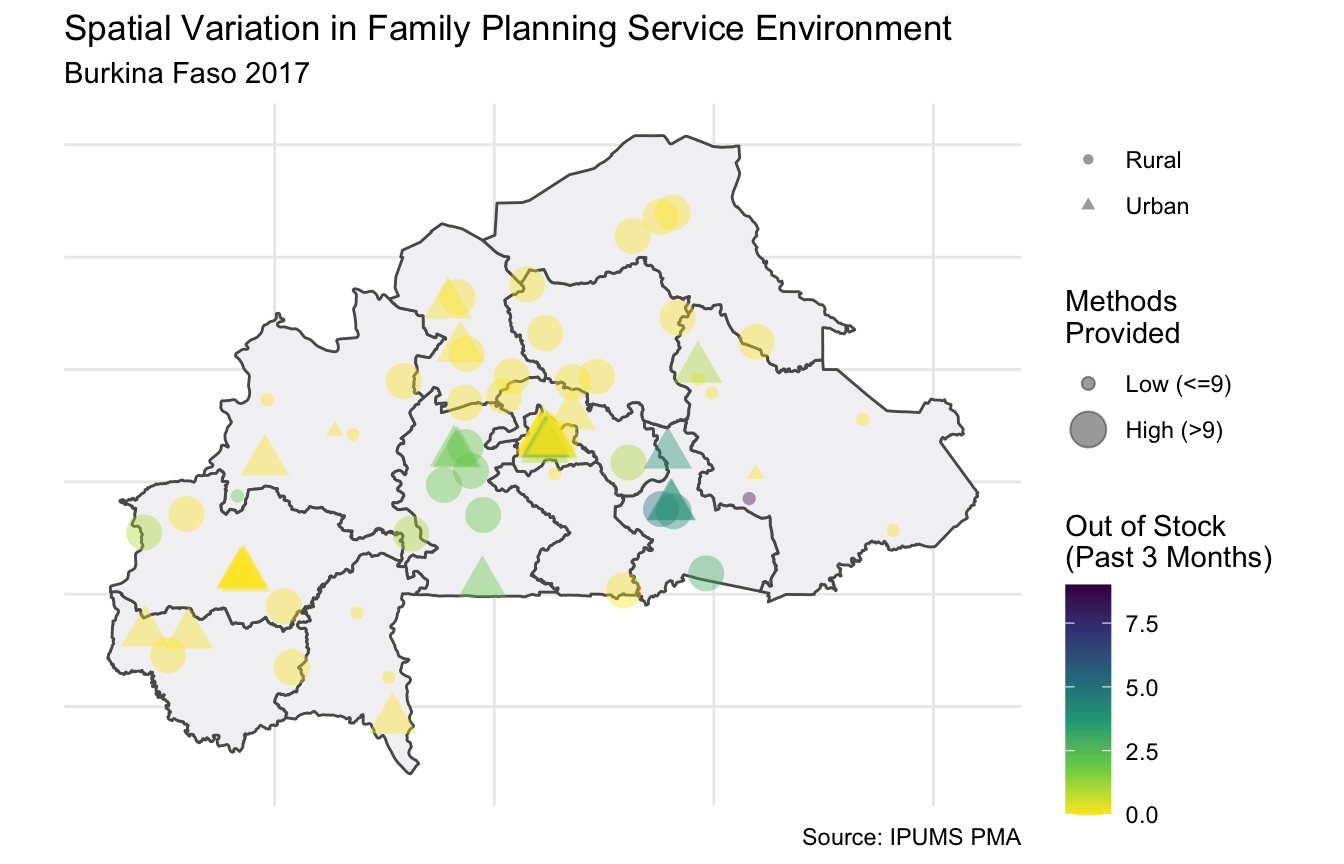 Spatial Variation in Family Planning Service Environment
Burkina Faso 2017
Rural
Urban
Methods
Provided
Low (<=9)
High (>9)
Out of Stock
(Past 3 Months)
7.5
5.0
2.5
0.0
Source: IPUMS PMA